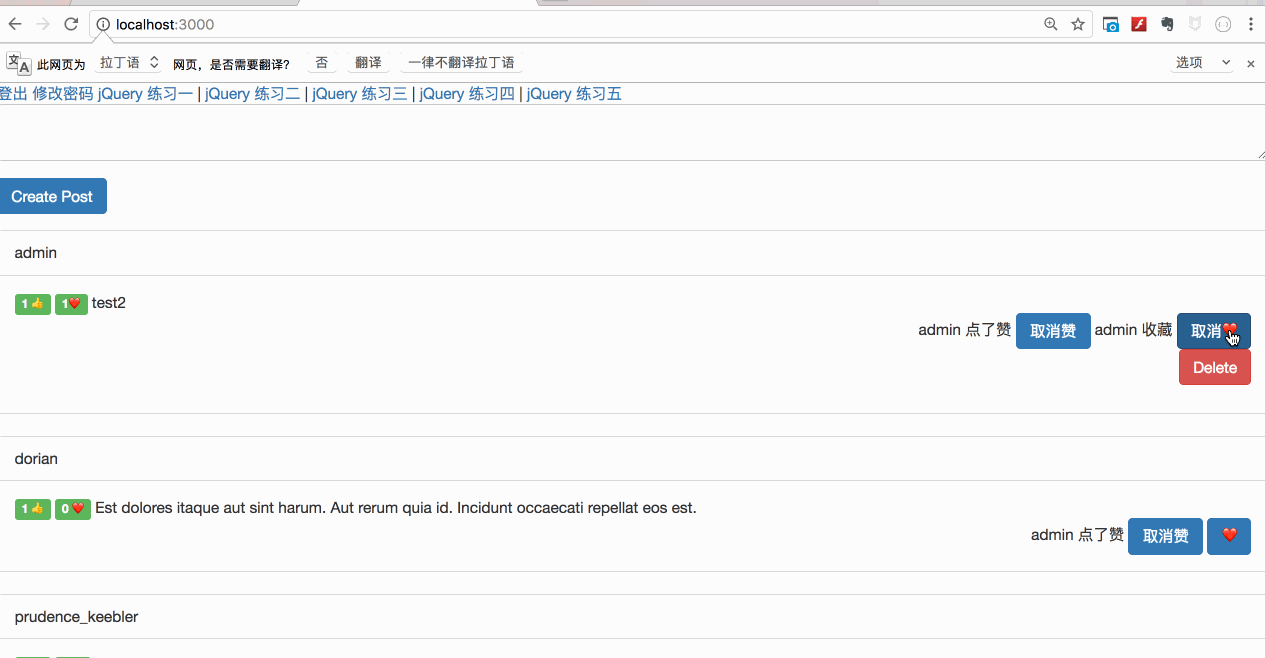 localhost:3000
此网页为 拉丁语 网页，是否需要翻译？ 否 翻译 一律不翻译拉丁语 选项
登出 修改密码 jQuery 练习一 | jQuery 练习二 | jQuery 练习三 | jQuery 练习四 | jQuery 练习五
Create Post
admin
1👍 1❤️ test2
admin 点了赞 取消赞 admin 收藏 取消❤️
Delete
dorian
1👍 0❤️ Est dolores itaque aut sint harum. Aut rerum quia id. Incidunt occaecati repellat eos est.
admin 点了赞 取消赞 ❤️
prudence_keebler